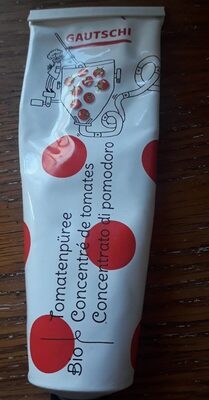 GAUTSCHI
Bio
Tomatenpüree
Concentré de tomates
Concentrato di pomodoro